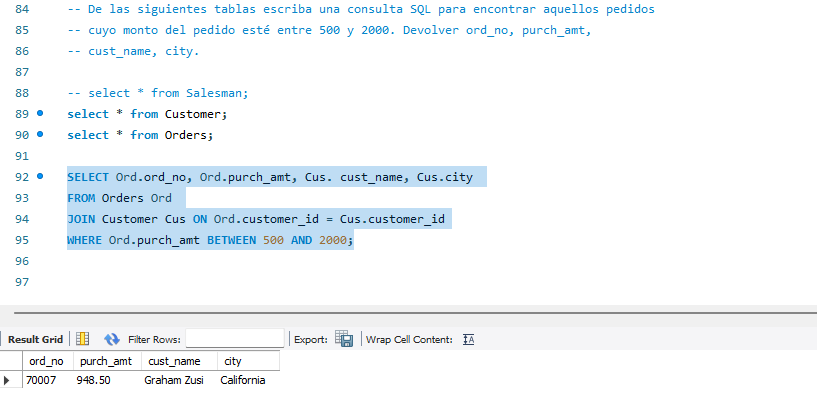 84 -- De las siguientes tablas escriba una consulta SQL para encontrar aquellos pedidos
85 -- cuyo monto del pedido esté entre 500 y 2000. Devolver ord_no, purch_amt,
86 -- cust_name, city.
87
88 -- select * from Salesman;
89 select * from Customer;
90 select * from Orders;
91
92 SELECT Ord.ord_no, Ord.purch_amt, Cus. cust_name, Cus.city
93 FROM Orders Ord
94 JOIN Customer Cus ON Ord.customer_id = Cus.customer_id
95 WHERE Ord.purch_amt BETWEEN 500 AND 2000;
96
97
Result Grid Filter Rows: Export: Wrap Cell Content: IA
ord_no purch_amt cust_name city
70007 948.50 Graham Zusi California